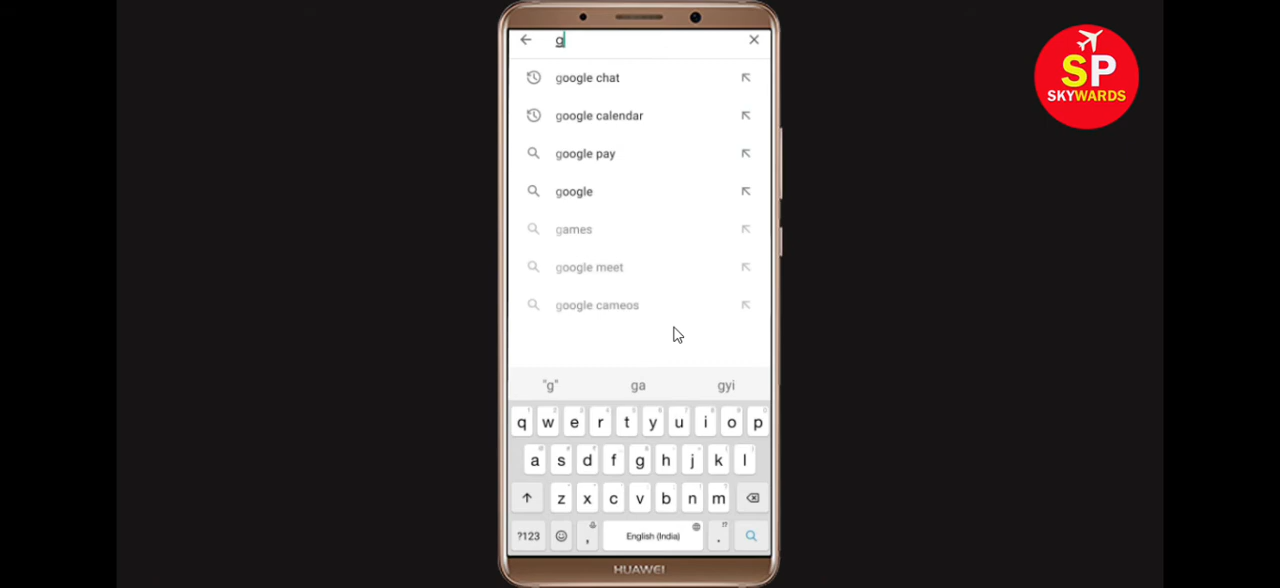 g
google chat
google calendar
google pay
google
games
google meet
google cameos
"g" ga gyi
q w e r t y u i o p
a s d f g h j k l
z x c v b n m
?123 , English (India) .
HUAWEI
SP
SKYWARDS